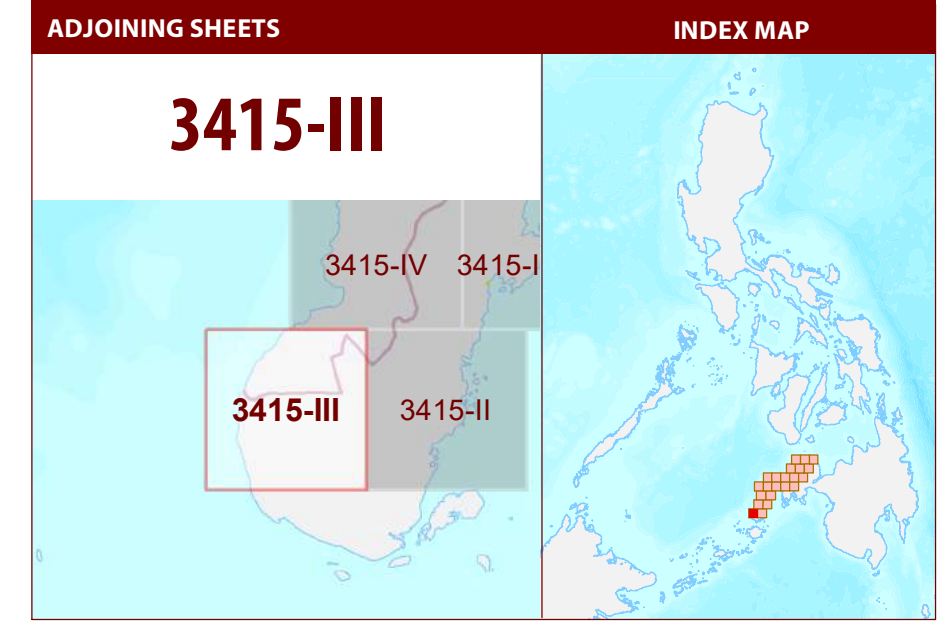 ADJOINING SHEETS
INDEX MAP
3415-III
3415-IV
3415-I
3415-III
3415-II